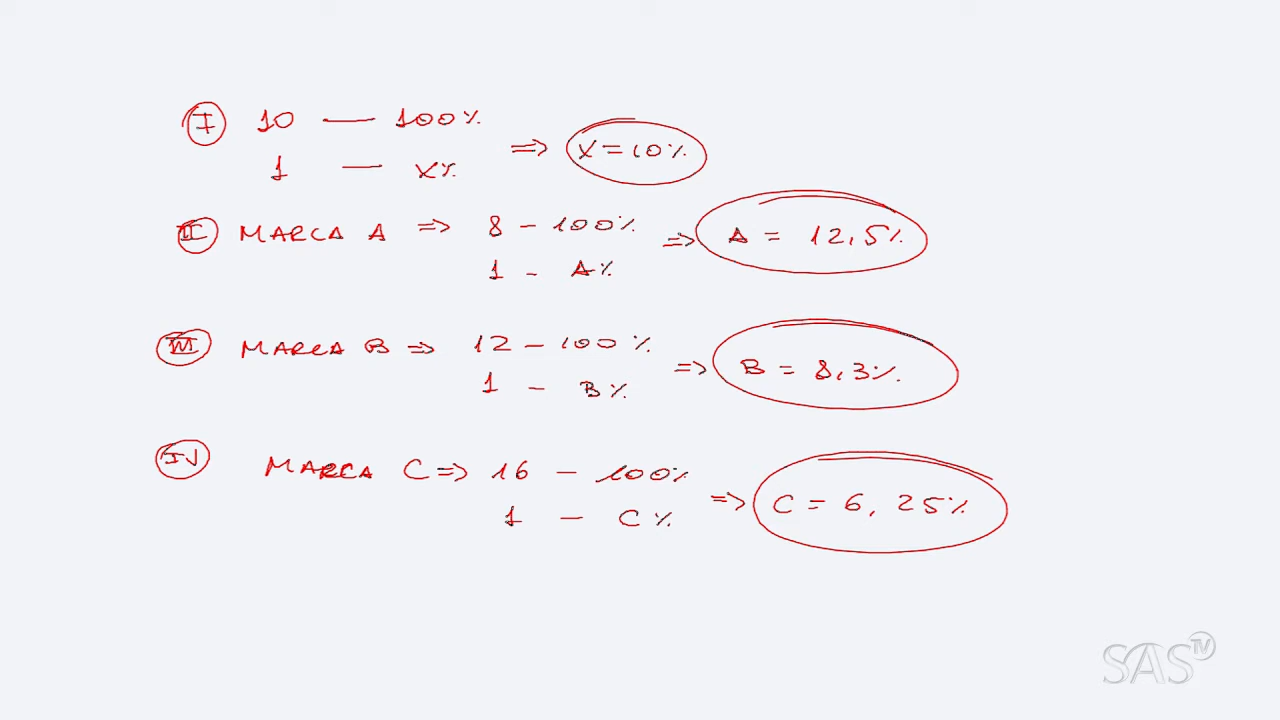 I 10 — 100%
1 — X% => X = 10%
II MARCA A => 8 - 100%
1 - A% => A = 12,5%
III MARCA B => 12 - 100%
1 - B% => B = 8,3%
IV MARCA C => 16 - 100%
1 - C% => C = 6,25%
SAS TV